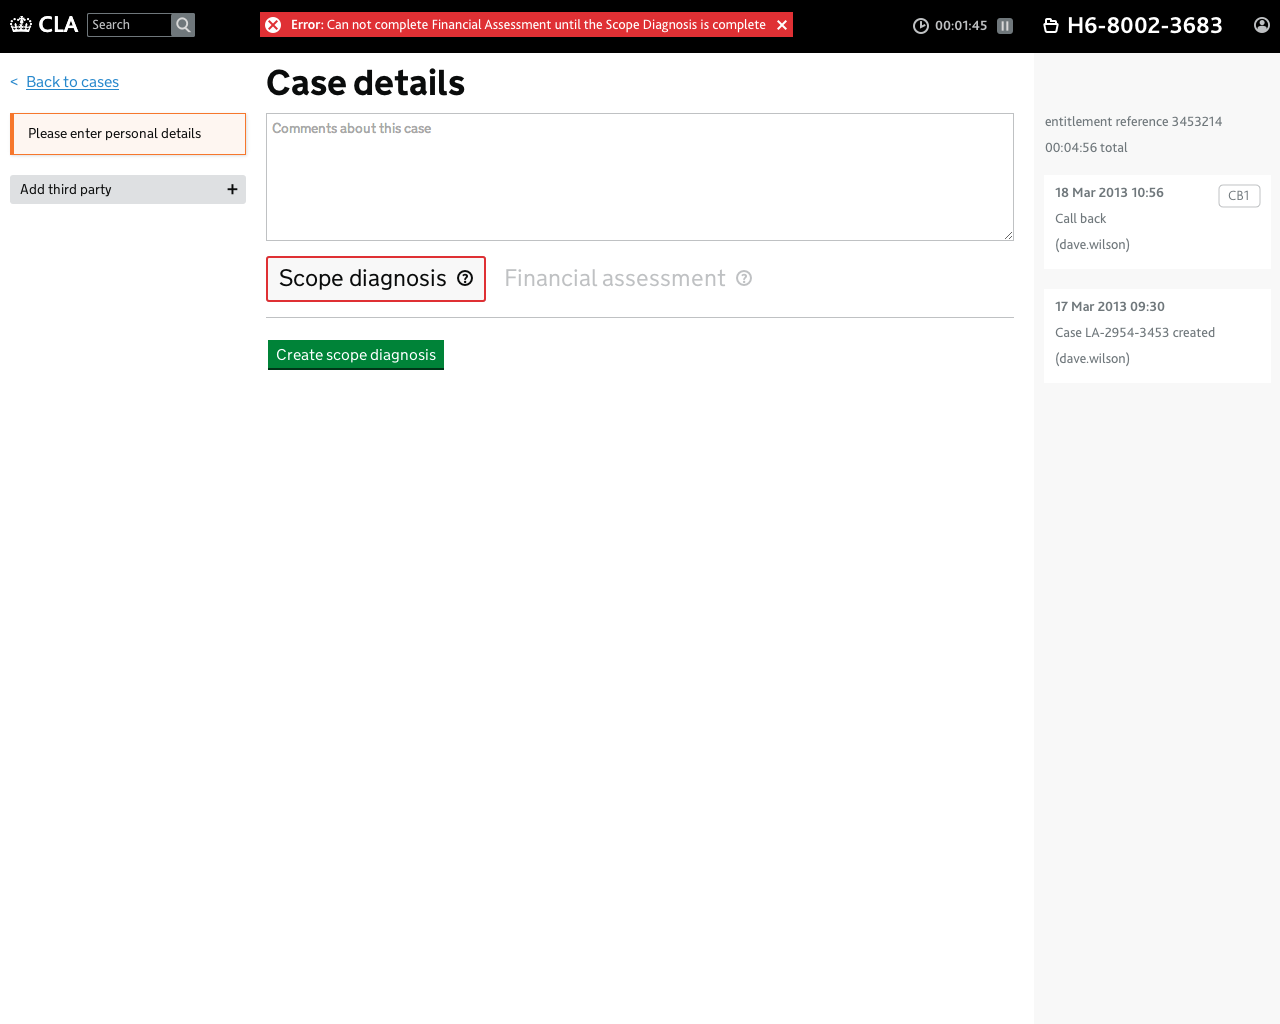 CLA
Search
Error: Can not complete Financial Assessment until the Scope Diagnosis is complete
00:01:45
H6-8002-3683
< Back to cases
Please enter personal details
Add third party
Case details
Comments about this case
Scope diagnosis
Financial assessment
Create scope diagnosis
entitlement reference 3453214
00:04:56 total
18 Mar 2013 10:56
CB1
Call back
(dave.wilson)
17 Mar 2013 09:30
Case LA-2954-3453 created
(dave.wilson)